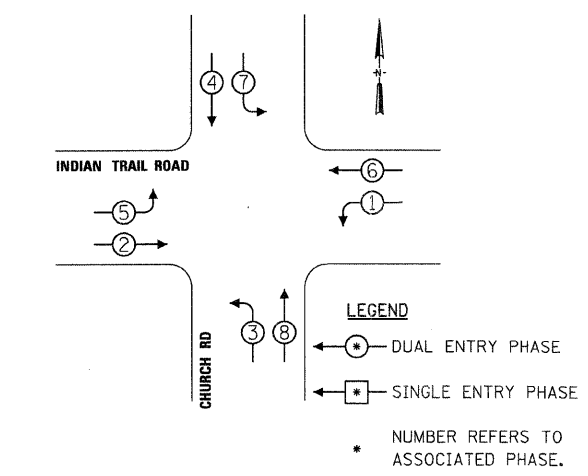 4 7
-N-
INDIAN TRAIL ROAD
6
5
1
2
LEGEND
3 8
CHURCH RD
* DUAL ENTRY PHASE
* SINGLE ENTRY PHASE
* NUMBER REFERS TO
ASSOCIATED PHASE.